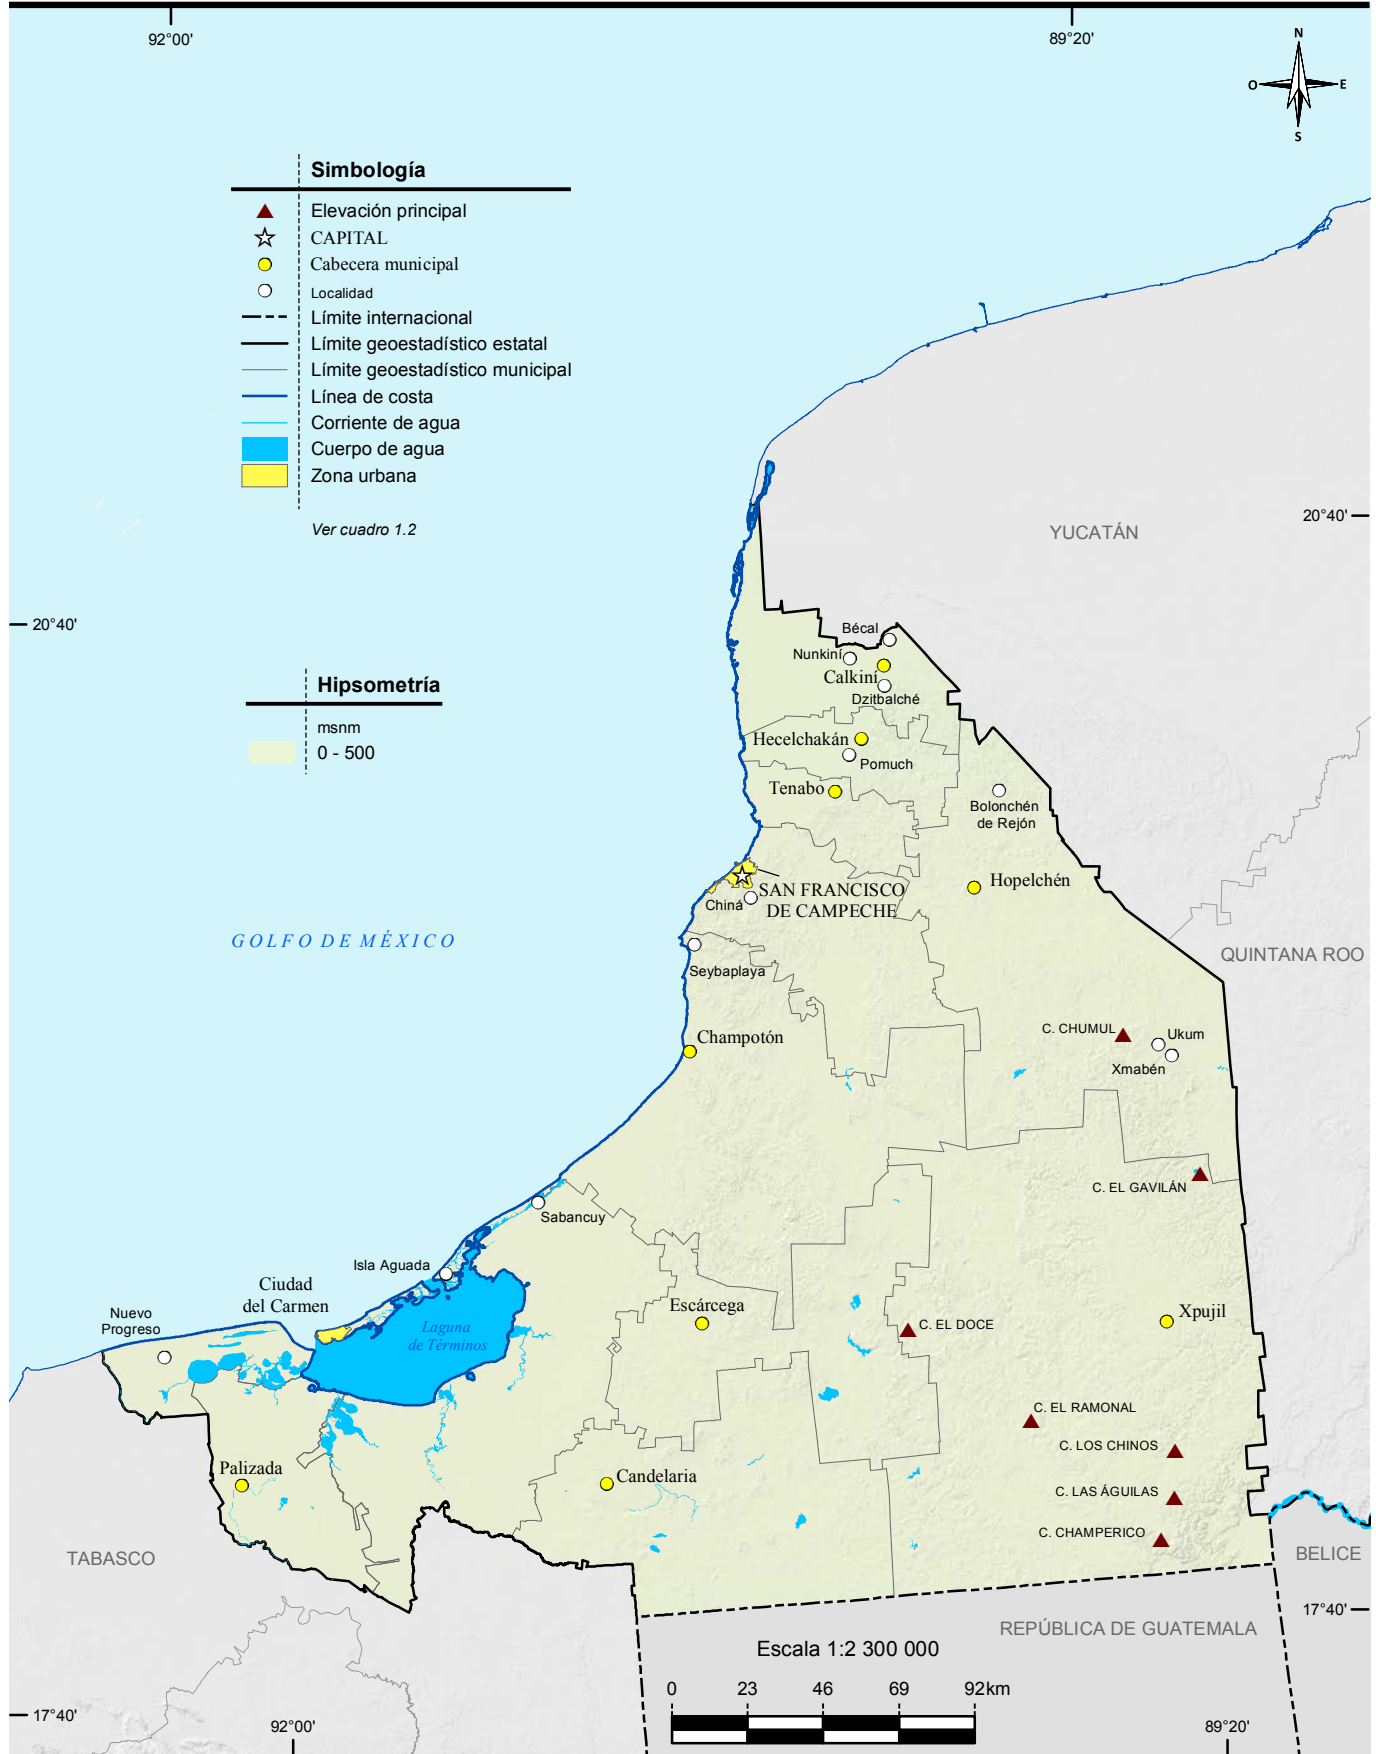 92°00'
89°20'
N
O
E
S
Simbología
Elevación principal
CAPITAL
Cabecera municipal
Localidad
Límite internacional
Límite geoestadístico estatal
Límite geoestadístico municipal
Línea de costa
Corriente de agua
Cuerpo de agua
Zona urbana
Ver cuadro 1.2
20°40'
YUCATÁN
20°40'
Hipsometría
msnm
0 - 500
Bécal
Nunkiní
Calkiní
Dzitbalché
Hecelchakán
Pomuch
Tenabo
Bolonchén
de Rejón
Hopelchén
SAN FRANCISCO
DE CAMPECHE
Chiná
GOLFO DE MÉXICO
QUINTANA ROO
Seybaplaya
Champotón
C. CHUMUL
Ukum
Xmabén
C. EL GAVILÁN
Sabancuy
Isla Aguada
Ciudad
del Carmen
Nuevo
Progreso
Laguna
de Términos
Escárcega
C. EL DOCE
Xpujil
C. EL RAMONAL
C. LOS CHINOS
Palizada
Candelaria
C. LAS ÁGUILAS
C. CHAMPERICO
TABASCO
BELICE
17°40'
REPÚBLICA DE GUATEMALA
Escala 1:2 300 000
0
23
46
69
92km
17°40'
92°00'
89°20'